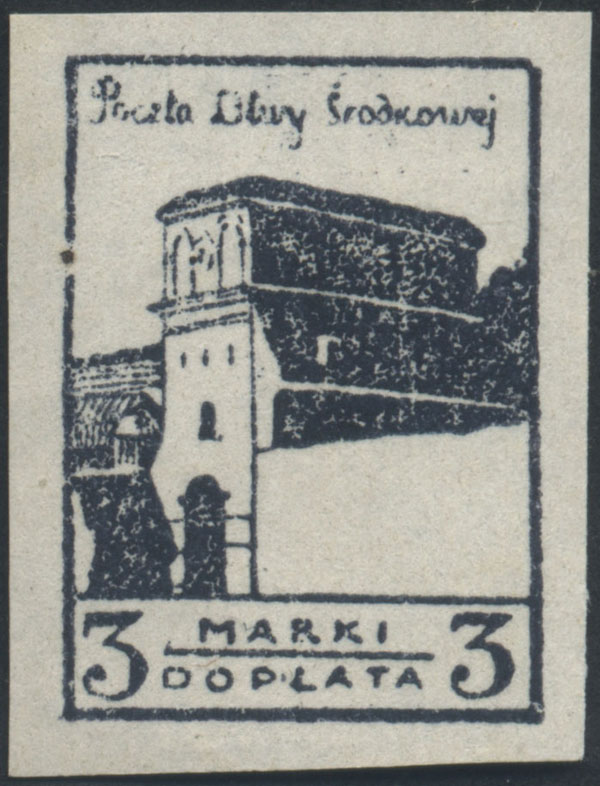 Poczta Litwy Środkowej
3 MARKI 3
DOPŁATA